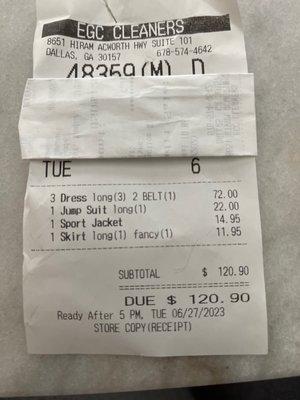 EGC CLEANERS
8651 HIRAM ACWORTH HWY SUITE 101
DALLAS, GA 30157 678-574-4642
48359(M) D
TUE 6
3 Dress long(3) 2 BELT(1) 72.00
1 Jump Suit long(1) 22.00
1 Sport Jacket 14.95
1 Skirt long(1) fancy(1) 11.95
SUBTOTAL $ 120.90
DUE $ 120.90
Ready After 5 PM, TUE 06/27/2023
STORE COPY(RECEIPT)